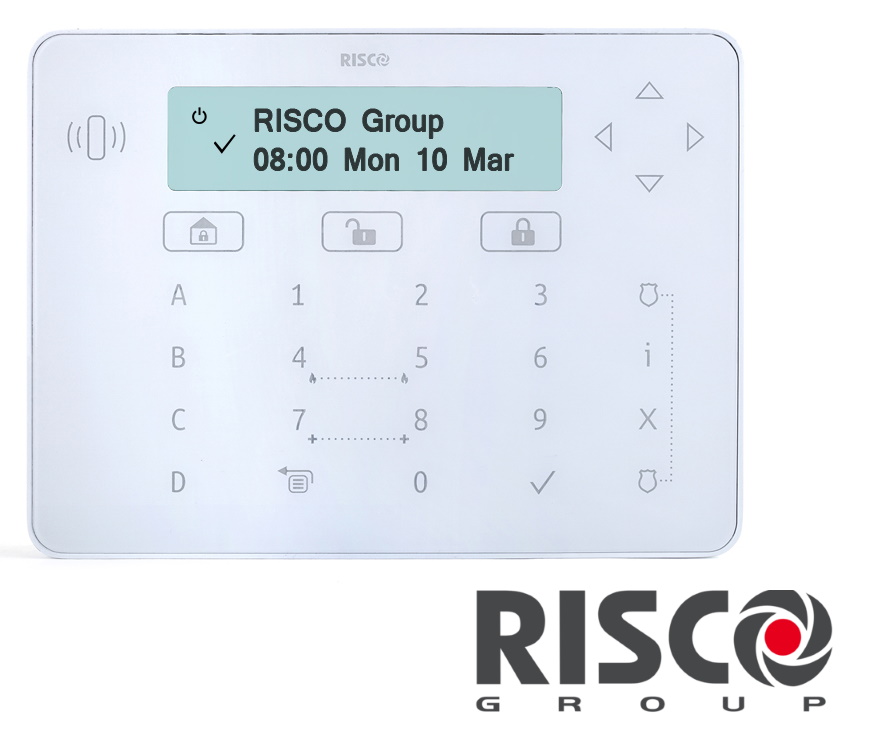 RISCO
RISCO Group
08:00 Mon 10 Mar
A 1 2 3
B 4 5 6 i
C 7 8 9 X
D 0
RISCO
GROUP